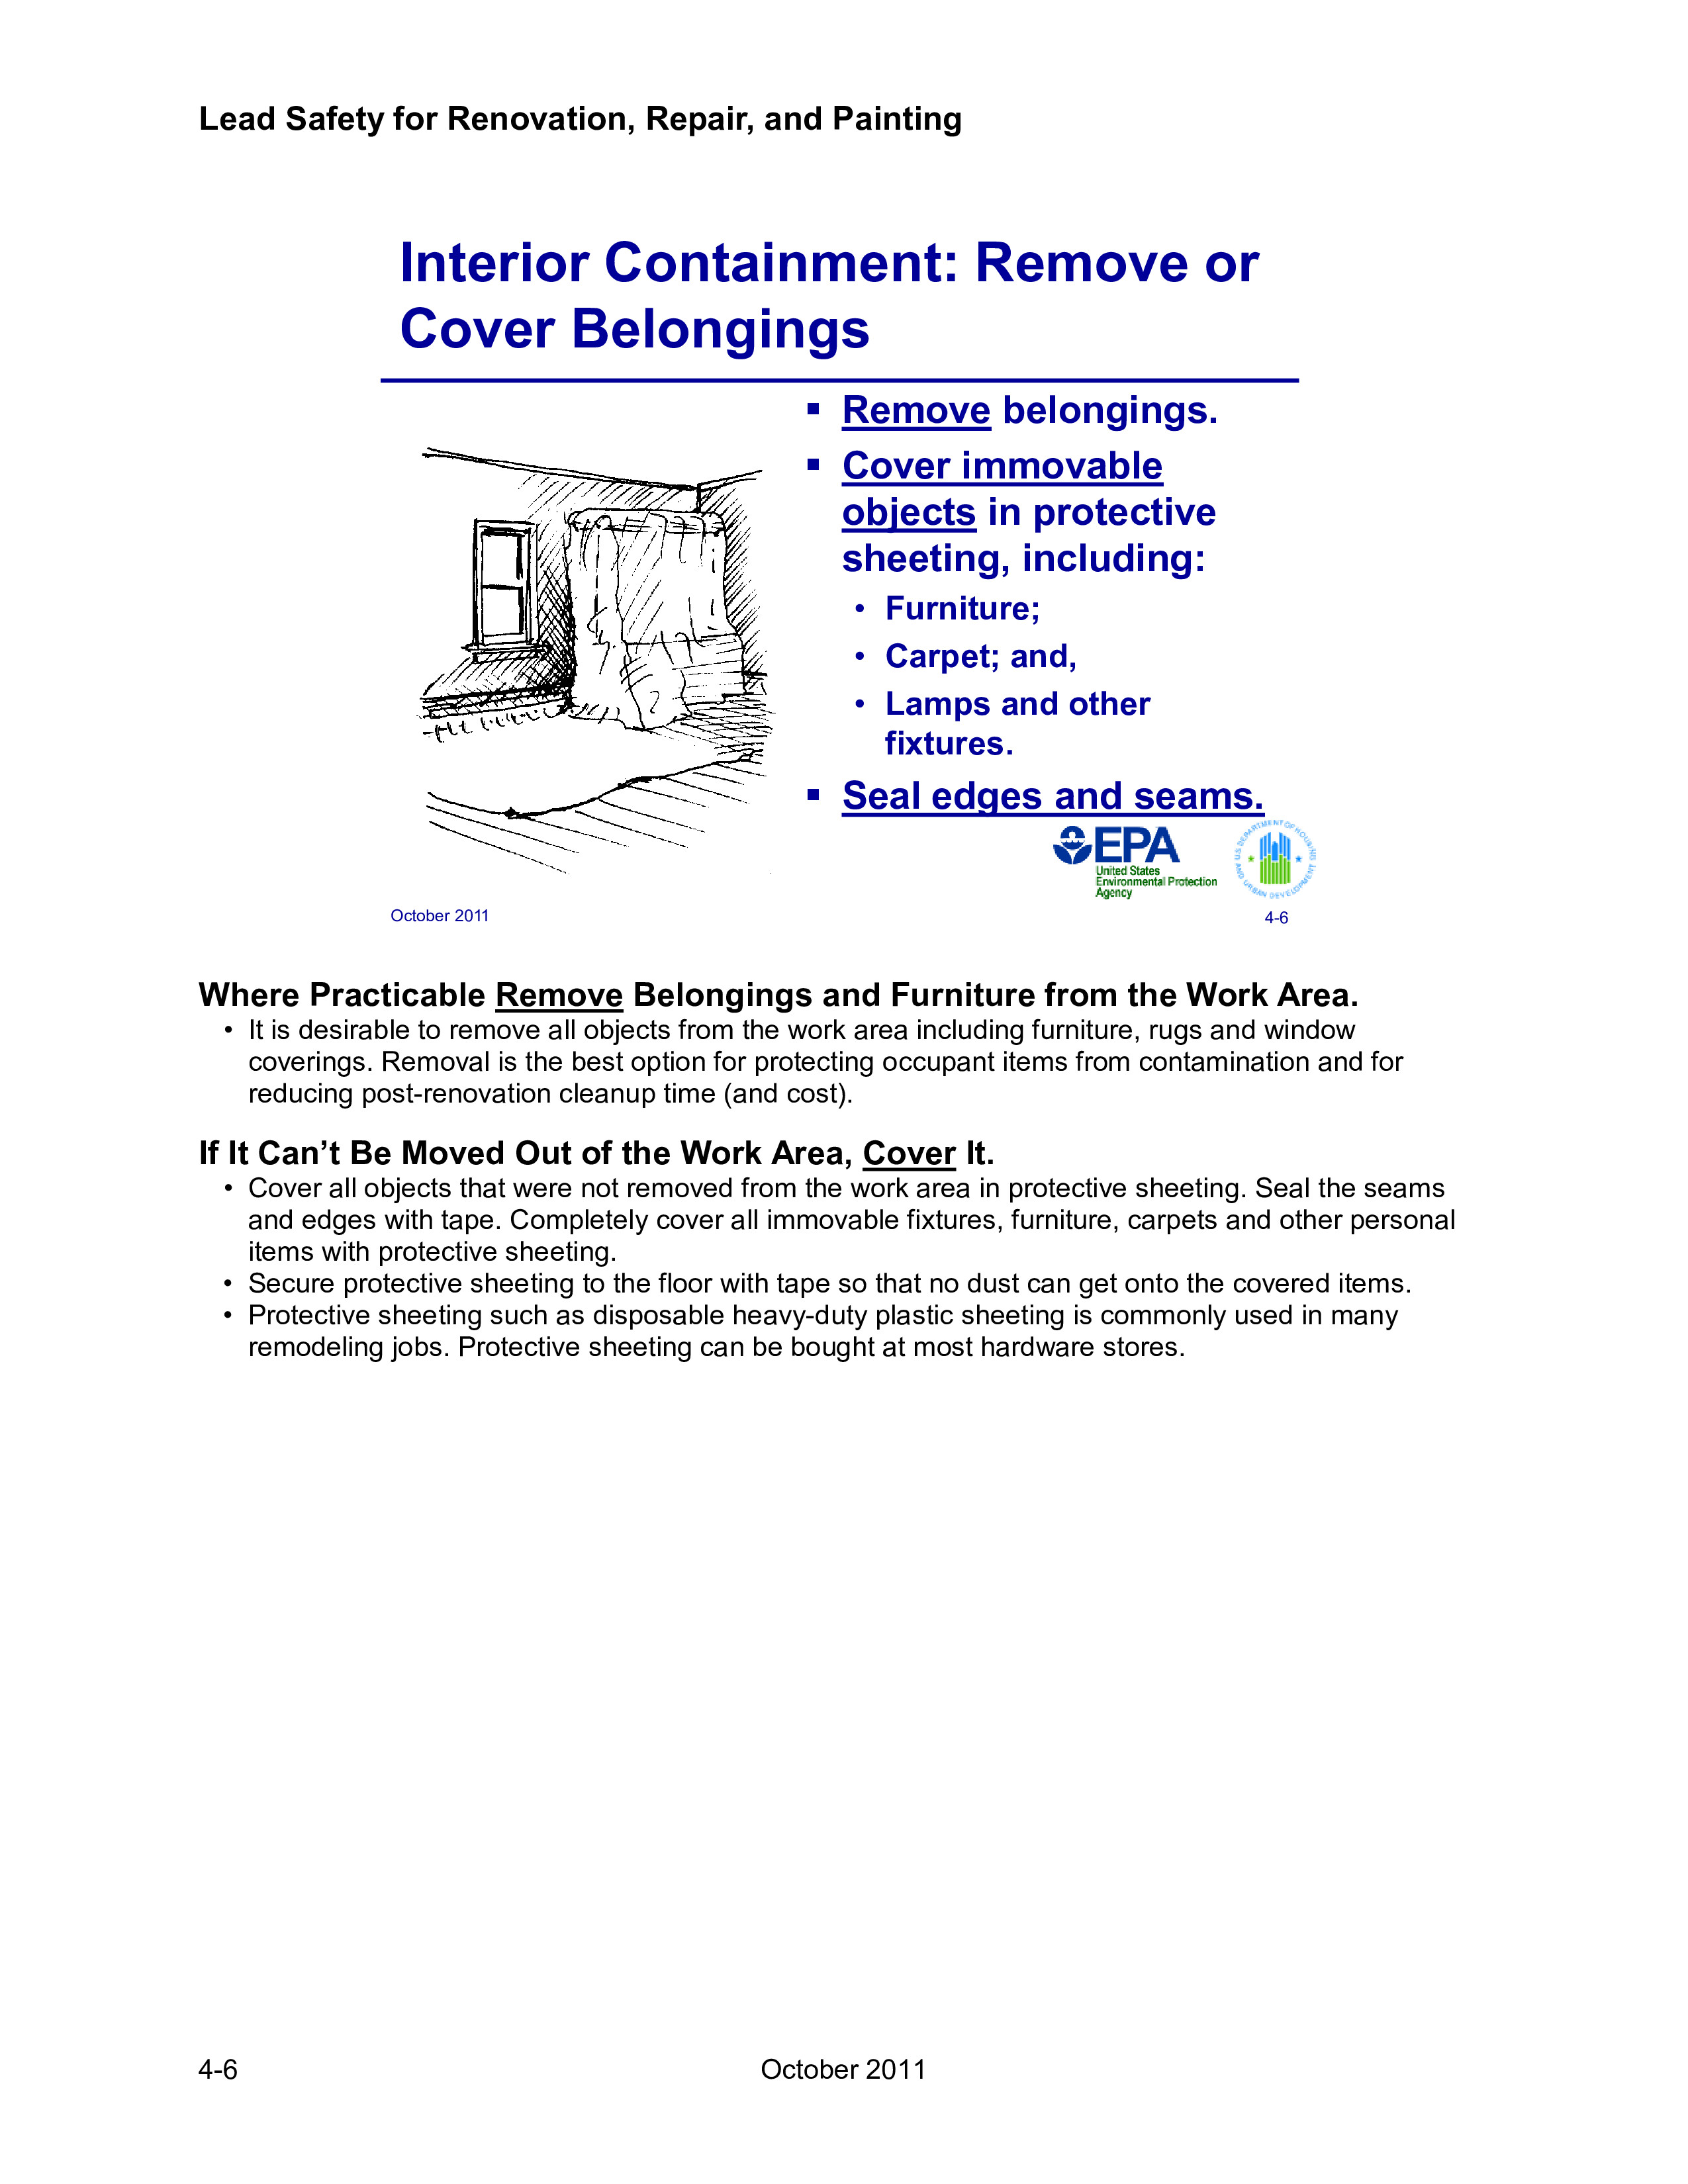 Lead Safety for Renovation, Repair, and Painting
Interior Containment: Remove or
Cover Belongings
▪ Remove belongings.
▪ Cover immovable
objects in protective
sheeting, including:
• Furniture;
• Carpet; and,
• Lamps and other
fixtures.
▪ Seal edges and seams.
EPA
United States
Environmental Protection
Agency
U.S. DEPARTMENT OF HOUSING AND URBAN DEVELOPMENT
October 2011
4-6
Where Practicable Remove Belongings and Furniture from the Work Area.
• It is desirable to remove all objects from the work area including furniture, rugs and window
coverings. Removal is the best option for protecting occupant items from contamination and for
reducing post-renovation cleanup time (and cost).
If It Can’t Be Moved Out of the Work Area, Cover It.
• Cover all objects that were not removed from the work area in protective sheeting. Seal the seams
and edges with tape. Completely cover all immovable fixtures, furniture, carpets and other personal
items with protective sheeting.
• Secure protective sheeting to the floor with tape so that no dust can get onto the covered items.
• Protective sheeting such as disposable heavy-duty plastic sheeting is commonly used in many
remodeling jobs. Protective sheeting can be bought at most hardware stores.
4-6
October 2011